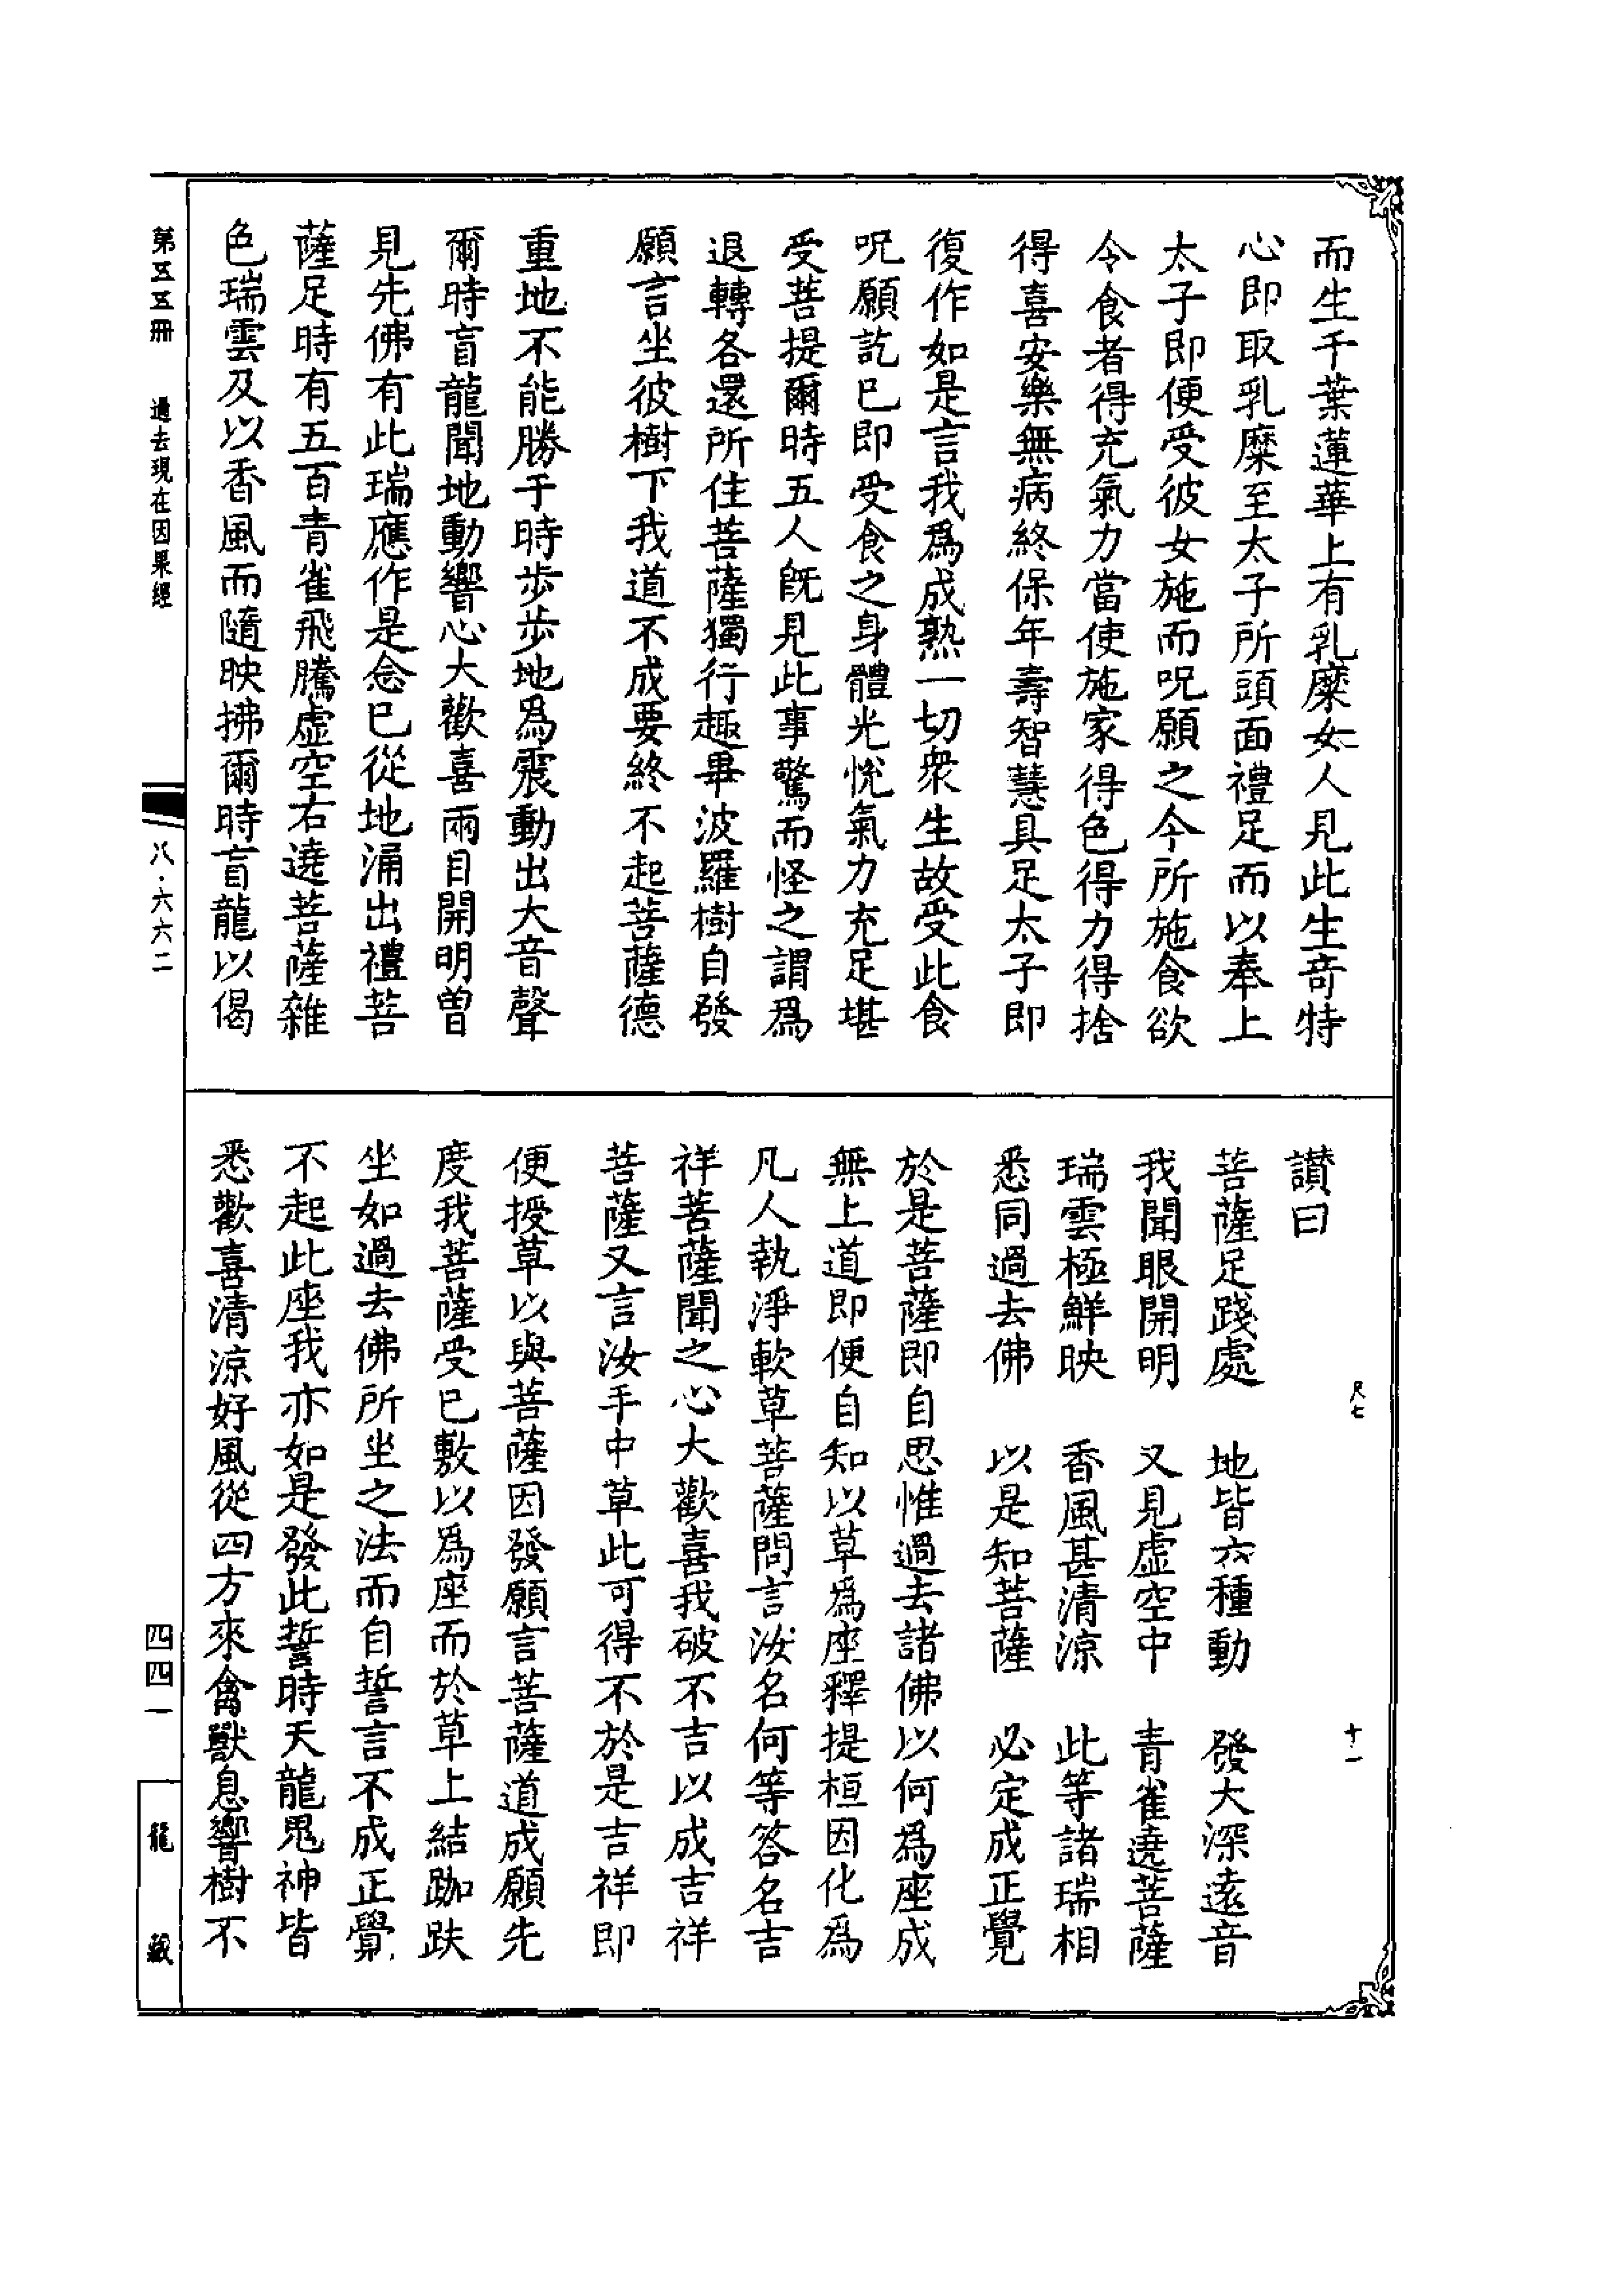 而生千葉蓮華上有乳糜女人見此生奇特
心即取乳糜至太子所頭面禮足而以奉上
太子即便受彼女施而呪願之今所施食欲
令食者得充氣力當使施家得色得力得捨
得喜安樂無病終保年壽智慧具足太子即
復作如是言我爲成熟一切衆生故受此食
呪願訖已即受食之身體光悅氣力充足堪
受菩提爾時五人旣見此事驚而怪之謂爲
退轉各還所住菩薩獨行趣畢波羅樹自發
願言坐彼樹下我道不成要終不起菩薩德
重地不能勝于時步步地爲震動出大音聲
爾時盲龍聞地動響心大歡喜兩目開明曾
見先佛有此瑞應作是念已從地涌出禮菩
薩足時有五百青雀飛騰虛空右遶菩薩雜
色瑞雲及以香風而隨映拂爾時盲龍以偈
讃曰
菩薩足踐處　地皆六種動　發大深遠音
我聞眼開明　又見虛空中　青雀遶菩薩
瑞雲極鮮映　香風甚清涼　此等諸瑞相
悉同過去佛　以是知菩薩　必定成正覺
於是菩薩即自思惟過去諸佛以何爲座成
無上道即便自知以草爲座釋提桓因化爲
凡人執淨軟草菩薩問言汝名何等答名吉
祥菩薩聞之心大歡喜我破不吉以成吉祥
菩薩又言汝手中草此可得不於是吉祥即
便授草以與菩薩因發願言菩薩道成願先
度我菩薩受已敷以爲座而於草上結跏趺
坐如過去佛所坐之法而自誓言不成正覺
不起此座我亦如是發此誓時天龍鬼神皆
悉歡喜清涼好風從四方來禽獸息響樹不
尺七
十一
第五五冊　過去現在因果經
八·六六二
四四一
龍藏